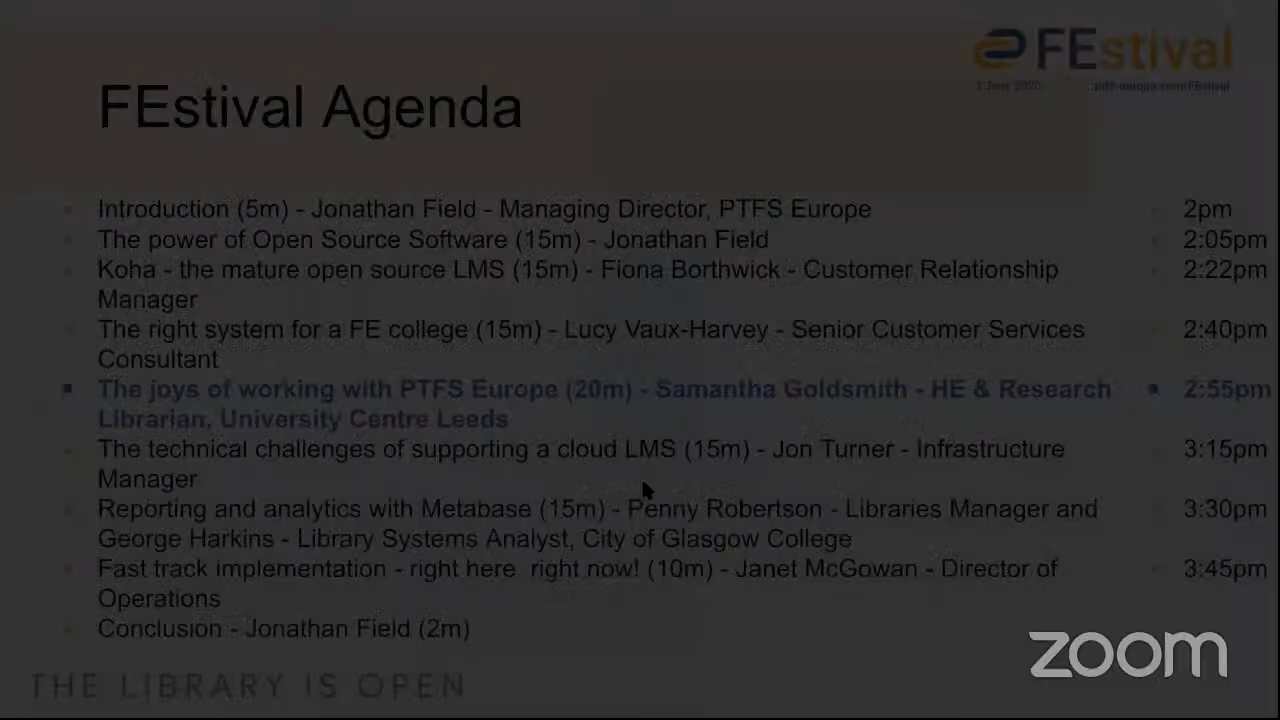 FEstival
FEstival Agenda
Introduction (5m) - Jonathan Field - Managing Director, PTFS Europe 2pm
The power of Open Source Software (15m) - Jonathan Field 2:05pm
Koha - the mature open source LMS (15m) - Fiona Borthwick - Customer Relationship 2:22pm
Manager
The right system for a FE college (15m) - Lucy Vaux-Harvey - Senior Customer Services 2:40pm
Consultant
The joys of working with PTFS Europe (20m) - Samantha Goldsmith - HE & Research 2:55pm
Librarian, University Centre Leeds
The technical challenges of supporting a cloud LMS (15m) - Jon Turner - Infrastructure 3:15pm
Manager
Reporting and analytics with Metabase (15m) - Penny Robertson - Libraries Manager and 3:30pm
George Harkins - Library Systems Analyst, City of Glasgow College
Fast track implementation - right here right now! (10m) - Janet McGowan - Director of 3:45pm
Operations
Conclusion - Jonathan Field (2m)
zoom
THE LIBRARY IS OPEN